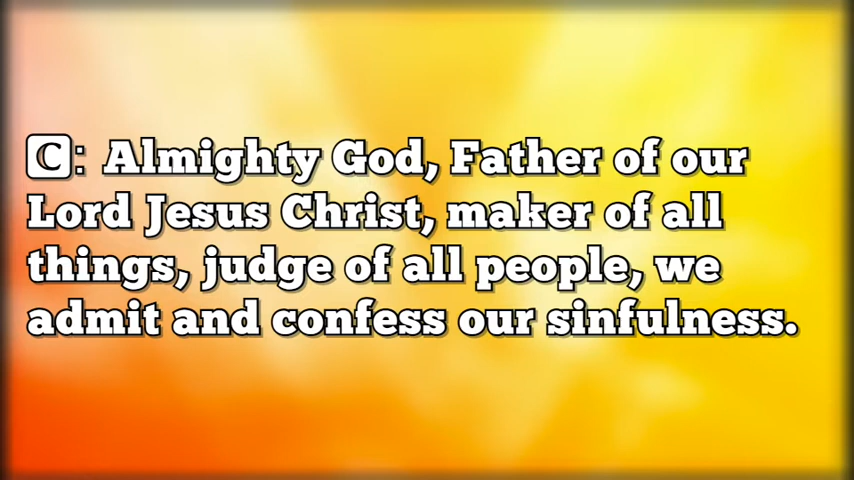 C: Almighty God, Father of our
Lord Jesus Christ, maker of all
things, judge of all people, we
admit and confess our sinfulness.